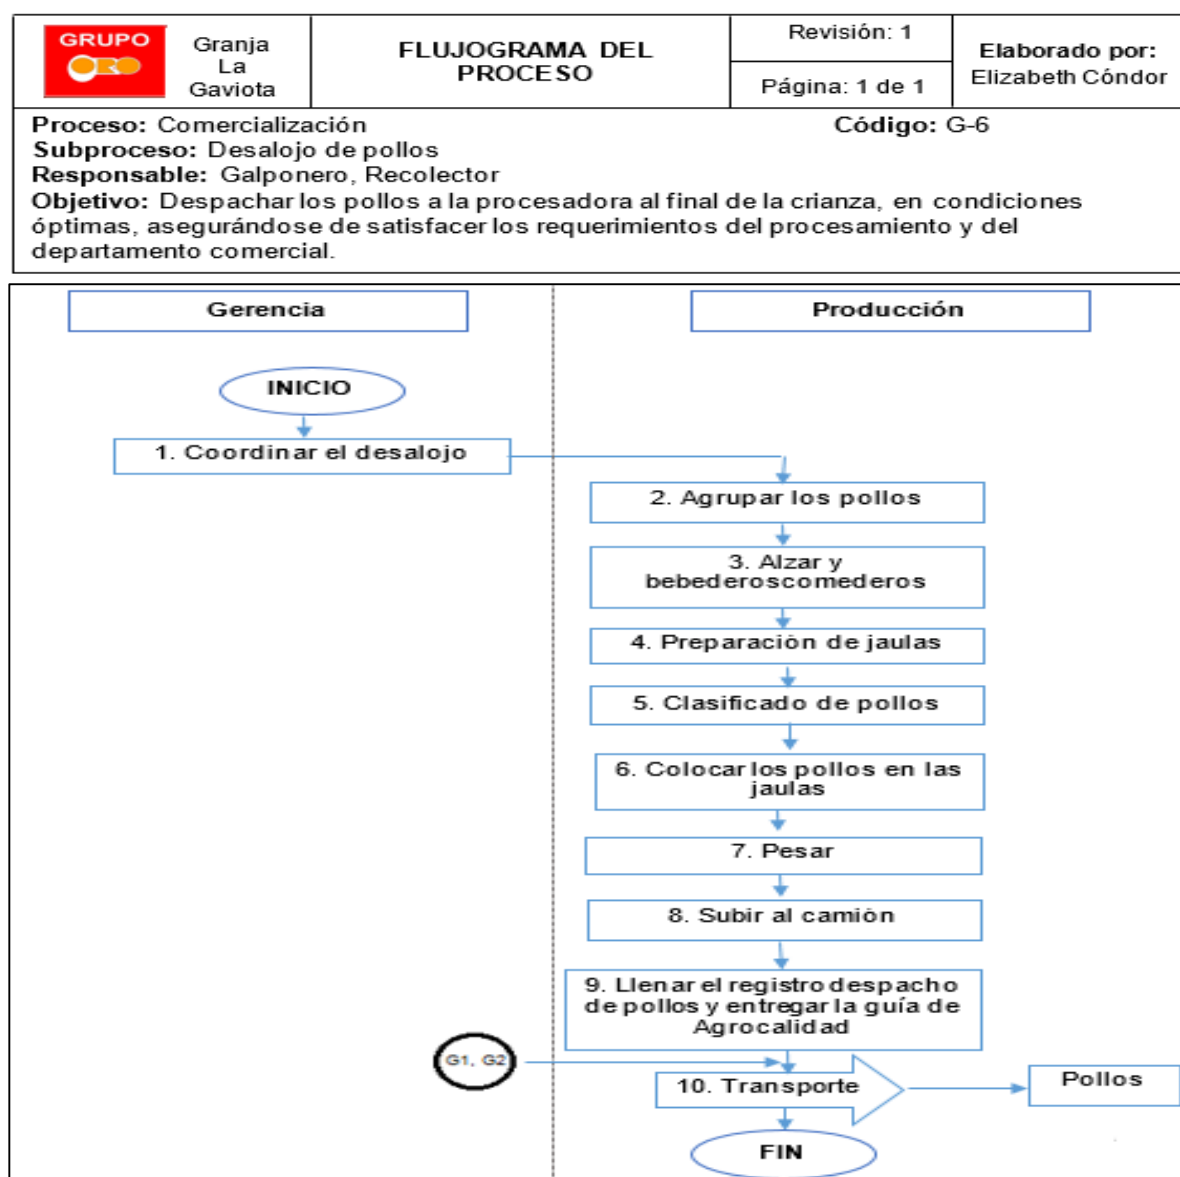 GRUPO
ORO
Granja
La
Gaviota
FLUJOGRAMA DEL
PROCESO
Revisión: 1
Página: 1 de 1
Elaborado por:
Elizabeth Cóndor
Proceso: Comercialización
Código: G-6
Subproceso: Desalojo de pollos
Responsable: Galponero, Recolector
Objetivo: Despachar los pollos a la procesadora al final de la crianza, en condiciones
óptimas, asegurándose de satisfacer los requerimientos del procesamiento y del
departamento comercial.
Gerencia
Producción
INICIO
1. Coordinar el desalojo
2. Agrupar los pollos
3. Alzar y
bebederoscomederos
4. Preparación de jaulas
5. Clasificado de pollos
6. Colocar los pollos en las
jaulas
7. Pesar
8. Subir al camión
9. Llenar el registro despacho
de pollos y entregar la guía de
Agrocalidad
G1, G2
10. Transporte
Pollos
FIN